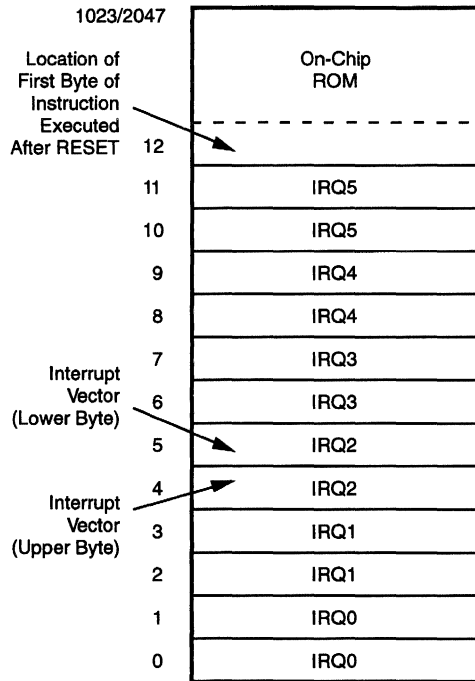 1023/2047
Location of
First Byte of
Instruction
Executed
After RESET
12
On-Chip
ROM
11 IRQ5
10 IRQ5
9 IRQ4
8 IRQ4
7 IRQ3
Interrupt
Vector
(Lower Byte)
6 IRQ3
5 IRQ2
4 IRQ2
Interrupt
Vector
(Upper Byte)
3 IRQ1
2 IRQ1
1 IRQ0
0 IRQ0